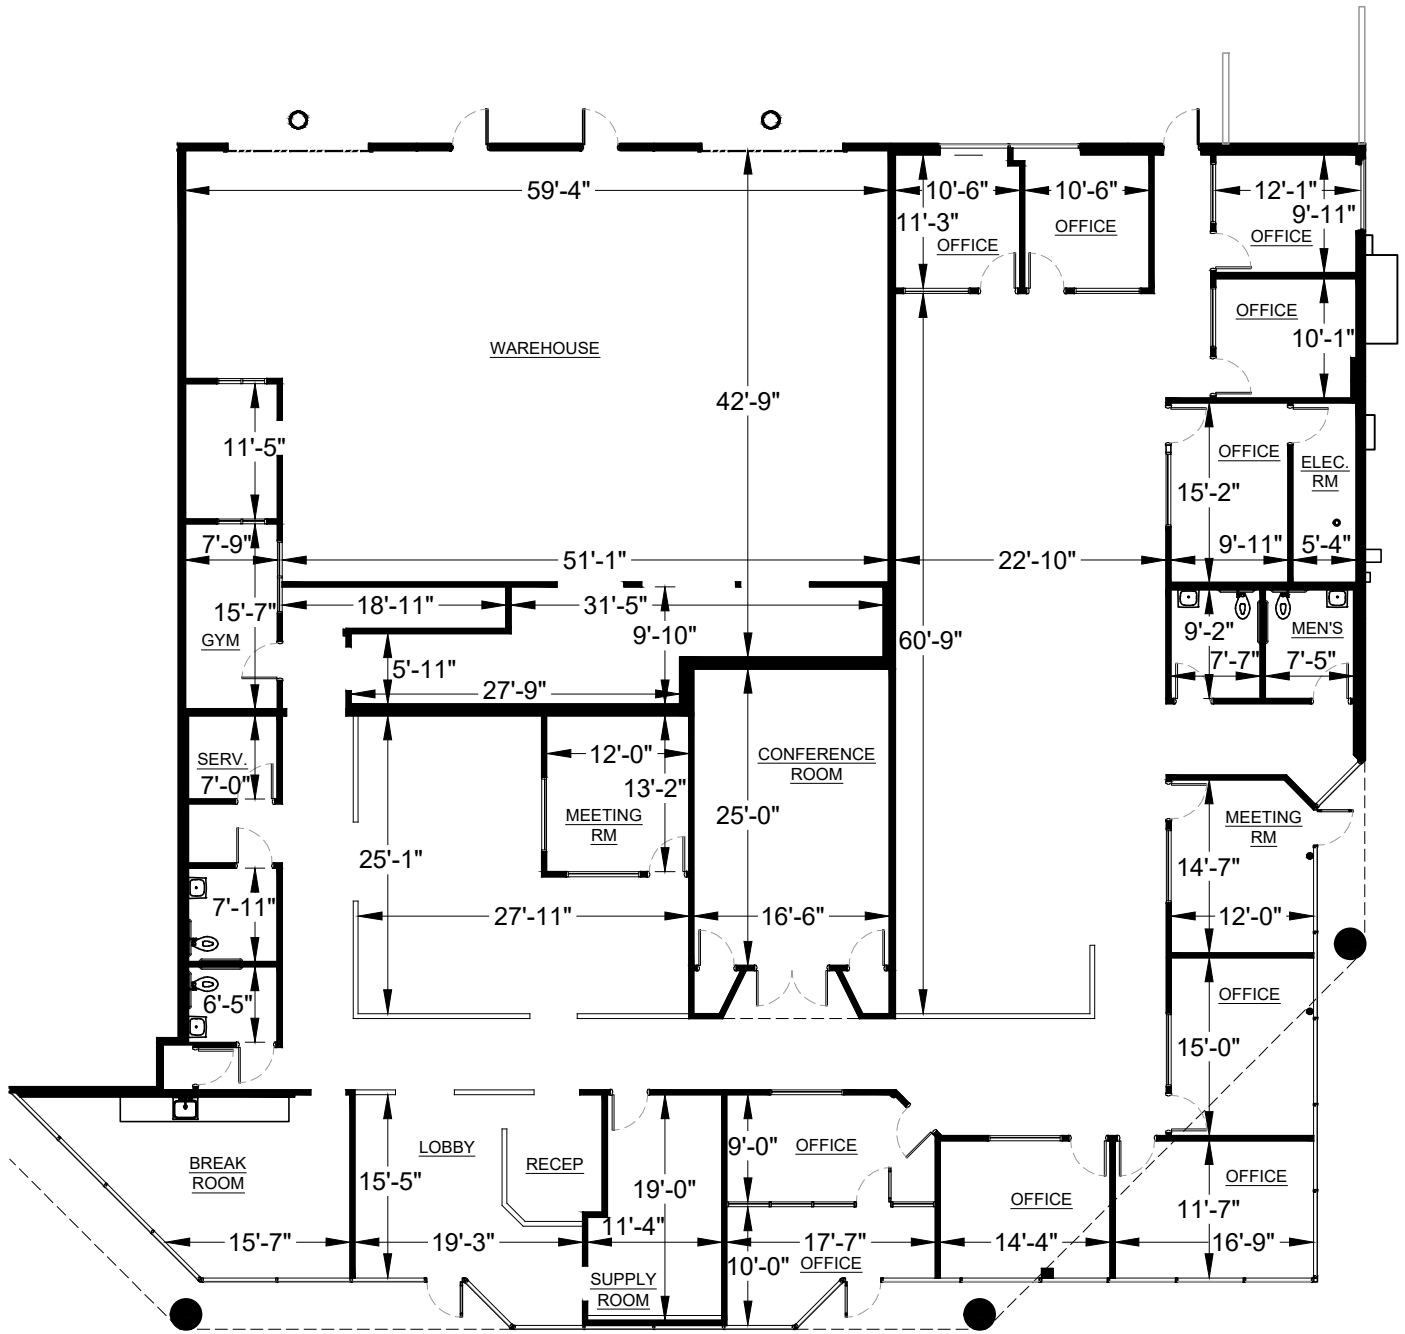 59'-4"
10'-6"
10'-6"
12'-1"
11'-3"
OFFICE
OFFICE
9'-11"
OFFICE
OFFICE
10'-1"
WAREHOUSE
42'-9"
11'-5"
OFFICE
ELEC.
RM
15'-2"
7'-9"
51'-1"
22'-10"
9'-11"
5'-4"
15'-7"
GYM
18'-11"
31'-5"
9'-10"
60'-9"
9'-2"
MEN'S
7'-7"
7'-5"
5'-11"
27'-9"
SERV.
7'-0"
12'-0"
13'-2"
MEETING
RM
CONFERENCE
ROOM
25'-0"
MEETING
RM
14'-7"
12'-0"
25'-1"
27'-11"
16'-6"
7'-11"
6'-5"
OFFICE
15'-0"
BREAK
ROOM
15'-7"
LOBBY
15'-5"
19'-3"
RECEP
19'-0"
11'-4"
SUPPLY
ROOM
9'-0"
OFFICE
17'-7"
10'-0"
OFFICE
OFFICE
14'-4"
OFFICE
11'-7"
16'-9"